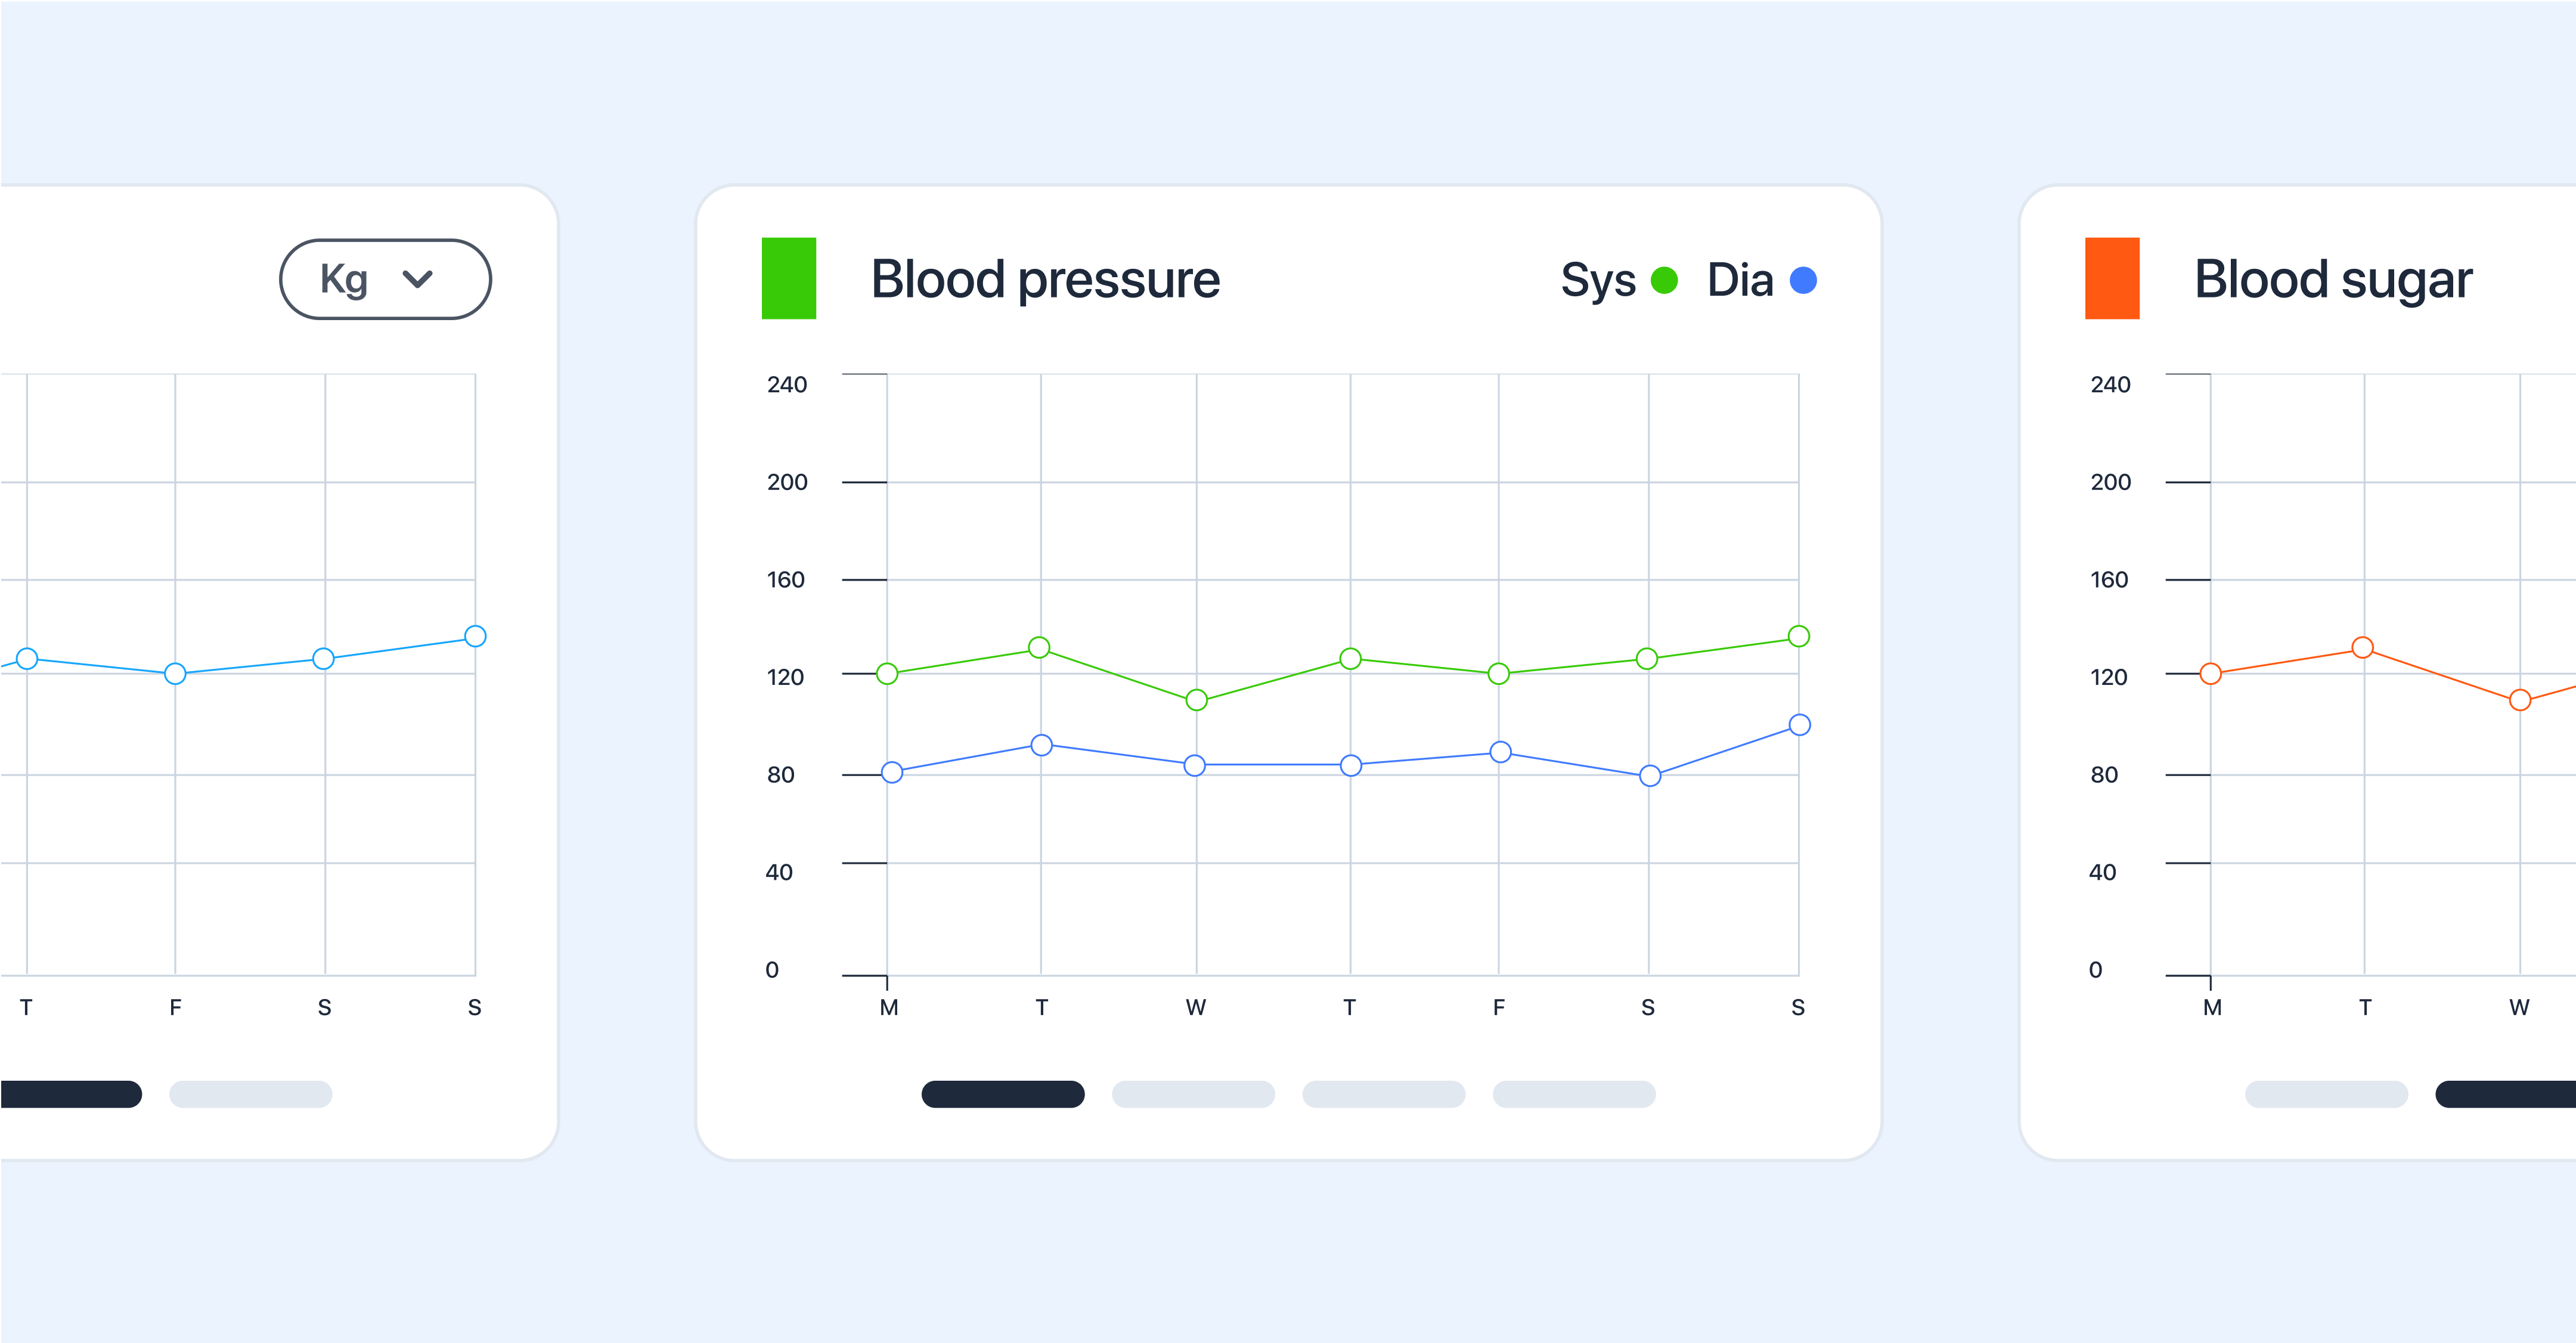 Kg
T F S S
Blood pressure
Sys Dia
240
200
160
120
80
40
0
M T W T F S S
Blood sugar
240
200
160
120
80
40
0
M T W